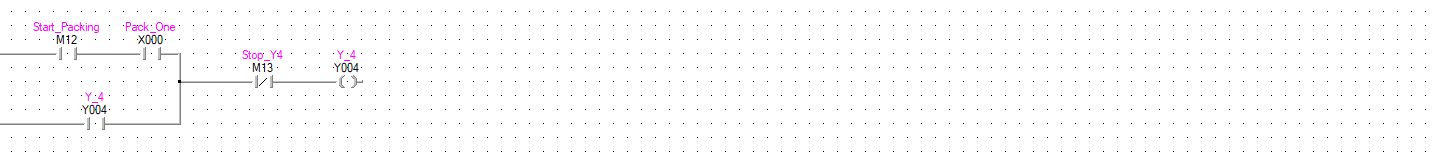 Start_Packing Pack_One
M12 X000
Stop_Y4 Y_4
M13 Y004
Y_4
Y004